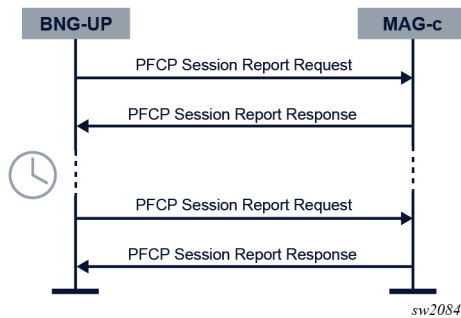 BNG-UP
MAG-c
PFCP Session Report Request
PFCP Session Report Response
PFCP Session Report Request
PFCP Session Report Response
sw2084